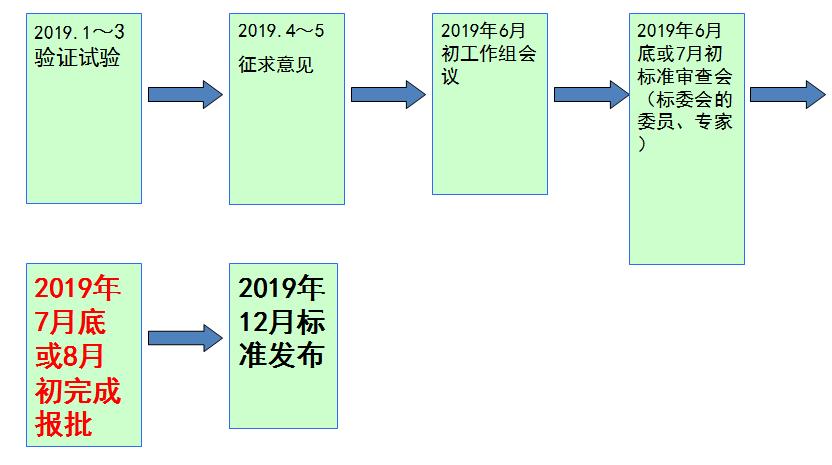 2019.1～3
验证试验
2019.4～5
征求意见
2019年6月
初工作组会
议
2019年6月
底或7月初
标准审查会
（标委会的
委员、专家
）
2019年
7月底
或8月
初完成
报批
2019年
12月标
准发布